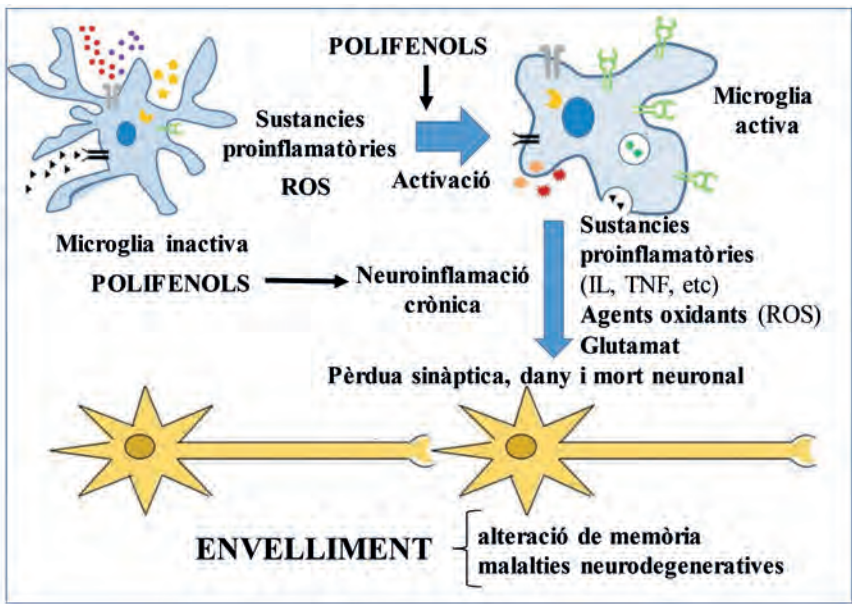 POLIFENOLS
Sustancies
proinflamatòries
ROS
Activació
Microglia
activa
Microglia inactiva
POLIFENOLS
Neuroinflamació
crònica
Sustancies
proinflamatòries
(IL, TNF, etc)
Agents oxidants (ROS)
Glutamat
Pèrdua sinàptica, dany i mort neuronal
ENVELLIMENT
alteració de memòria
malalties neurodegeneratives